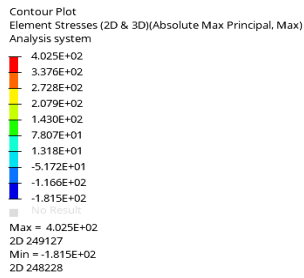 Contour Plot
Element Stresses (2D & 3D)(Absolute Max Principal, Max)
Analysis system
4.025E+02
3.376E+02
2.728E+02
2.079E+02
1.430E+02
7.807E+01
1.318E+01
-5.172E+01
-1.166E+02
-1.815E+02
No Result
Max = 4.025E+02
2D 249127
Min = -1.815E+02
2D 248228